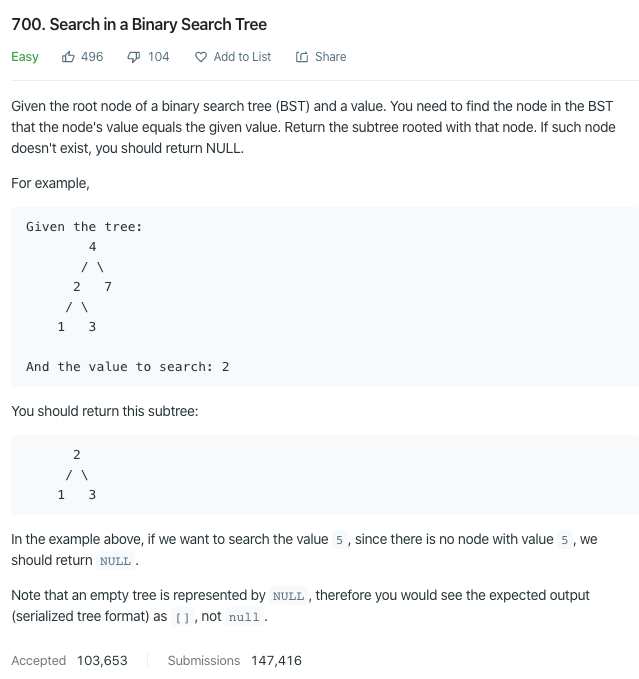 700. Search in a Binary Search Tree
Easy 496 104 Add to List Share
Given the root node of a binary search tree (BST) and a value. You need to find the node in the BST
that the node's value equals the given value. Return the subtree rooted with that node. If such node
doesn't exist, you should return NULL.
For example,
Given the tree:
4
/ \
2 7
/ \
1 3
And the value to search: 2
You should return this subtree:
2
/ \
1 3
In the example above, if we want to search the value 5, since there is no node with value 5, we
should return NULL.
Note that an empty tree is represented by NULL, therefore you would see the expected output
(serialized tree format) as [], not null.
Accepted 103,653 Submissions 147,416